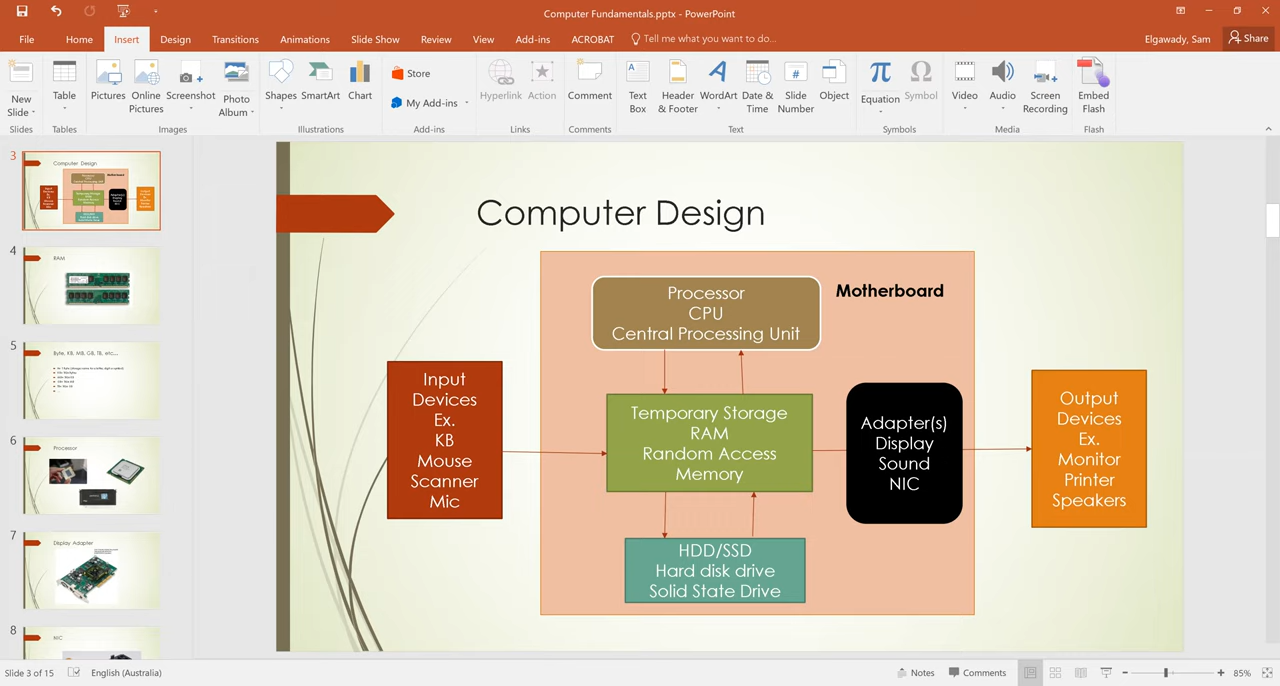 Computer Fundamentals.pptx - PowerPoint
File Home Insert Design Transitions Animations Slide Show Review View Add-ins ACROBAT Tell me what you want to do... Elgawady, Sam Share
New Slide
Table
Pictures
Online Pictures
Screenshot
Photo Album
Shapes
SmartArt
Chart
Store
My Add-ins
Hyperlink
Action
Comment
Text Box
Header & Footer
WordArt
Date & Time
Slide Number
Object
Equation
Symbol
Video
Audio
Screen Recording
Embed Flash
Slides Tables Images Illustrations Add-ins Links Comments Text Symbols Media Flash
3
Computer Design
4
RAM
5
Byte, KB, MB, GB, TB, etc...
6
Processor
7
Display Adapter
8
NIC
Computer Design
Motherboard
Processor
CPU
Central Processing Unit
Input
Devices
Ex.
KB
Mouse
Scanner
Mic
Temporary Storage
RAM
Random Access
Memory
Adapter(s)
Display
Sound
NIC
Output
Devices
Ex.
Monitor
Printer
Speakers
HDD/SSD
Hard disk drive
Solid State Drive
Slide 3 of 15 English (Australia) Notes Comments 85%